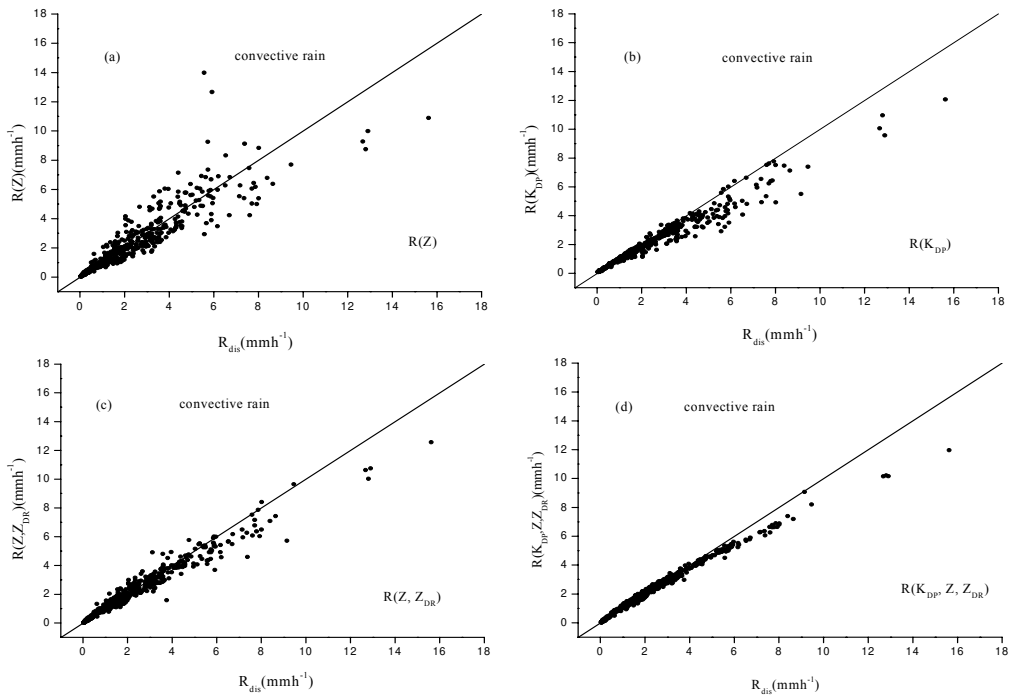 (a) convective rain
R(Z)(mmh⁻¹)
18
16
14
12
10
8
6
4
2
0
R(Z)
0 2 4 6 8 10 12 14 16 18
R_dis(mmh⁻¹)
(b) convective rain
R(K_DP)(mmh⁻¹)
18
16
14
12
10
8
6
4
2
0
R(K_DP)
0 2 4 6 8 10 12 14 16 18
R_dis(mmh⁻¹)
(c) convective rain
R(Z,Z_DR)(mmh⁻¹)
18
16
14
12
10
8
6
4
2
0
R(Z, Z_DR)
0 2 4 6 8 10 12 14 16 18
R_dis(mmh⁻¹)
(d) convective rain
R(K_DP,Z,Z_DR)(mmh⁻¹)
18
16
14
12
10
8
6
4
2
0
R(K_DP, Z, Z_DR)
0 2 4 6 8 10 12 14 16 18
R_dis(mmh⁻¹)